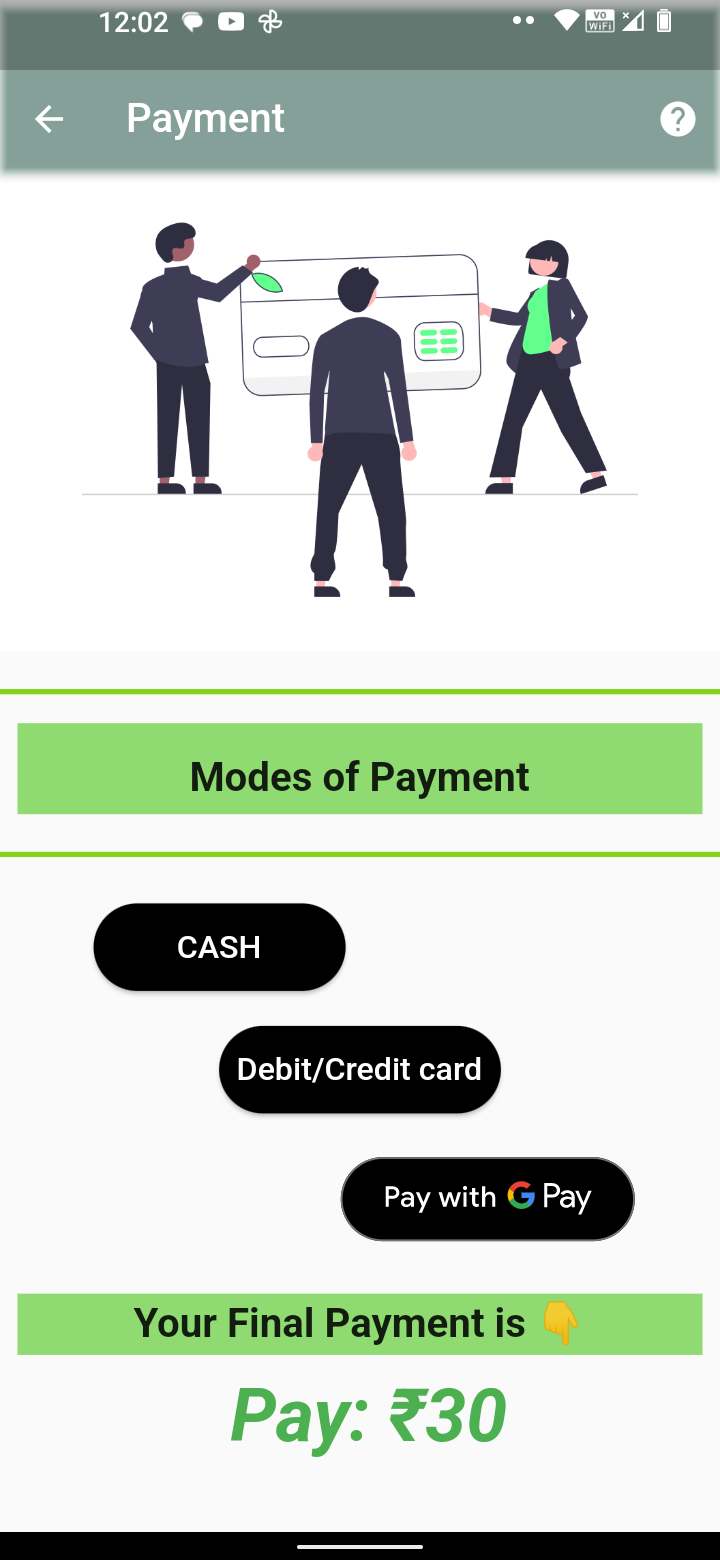 12:02
VO
WiFi
Payment
Modes of Payment
CASH
Debit/Credit card
Pay with G Pay
Your Final Payment is 👇
Pay: ₹30